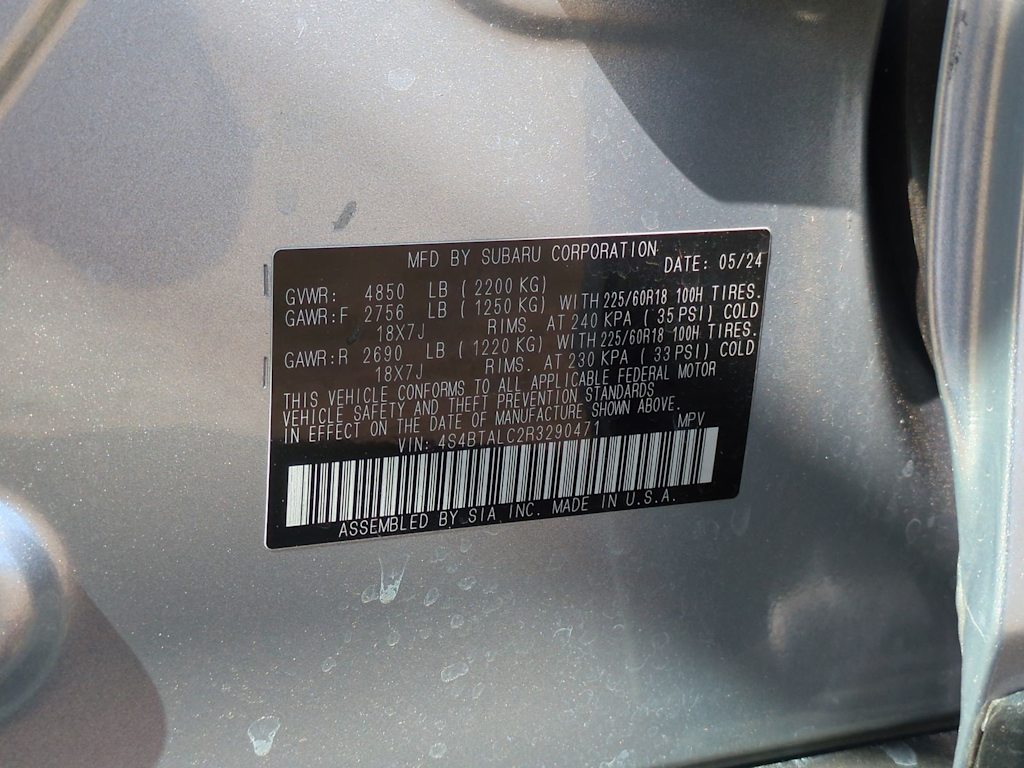 MFD BY SUBARU CORPORATION DATE: 05/24
GVWR: 4850 LB ( 2200 KG)
GAWR:F 2756 LB ( 1250 KG) WITH 225/60R18 100H TIRES.
18X7J RIMS. AT 240 KPA ( 35 PSI) COLD
GAWR:R 2690 LB ( 1220 KG) WITH 225/60R18 100H TIRES.
18X7J RIMS. AT 230 KPA ( 33 PSI) COLD
THIS VEHICLE CONFORMS TO ALL APPLICABLE FEDERAL MOTOR
VEHICLE SAFETY AND THEFT PREVENTION STANDARDS
IN EFFECT ON THE DATE OF MANUFACTURE SHOWN ABOVE.
VIN: 4S4BTALC2R3290471 MPV
ASSEMBLED BY SIA INC. MADE IN U.S.A.